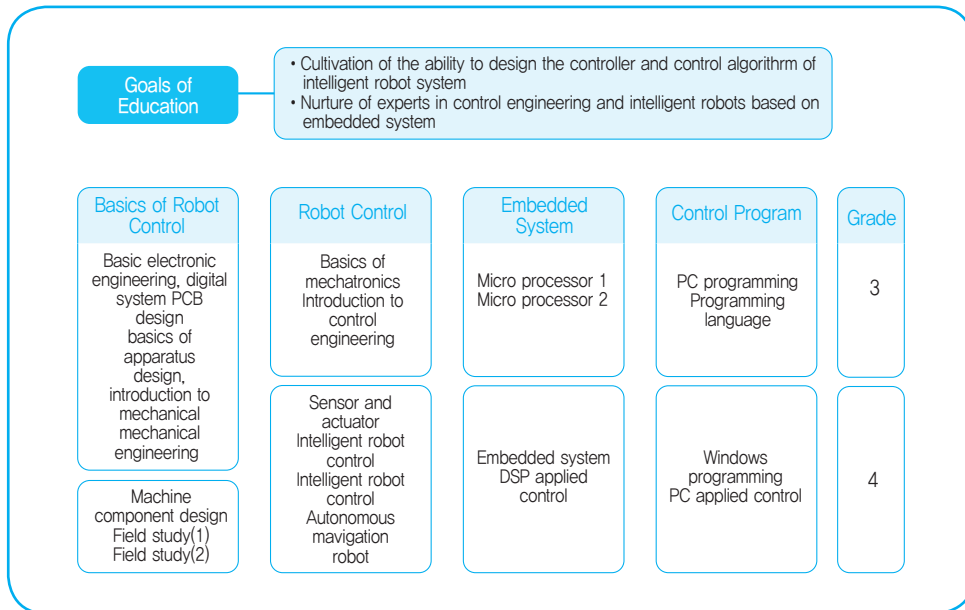 Goals of
Education
• Cultivation of the ability to design the controller and control algorithrm of
intelligent robot system
• Nurture of experts in control engineering and intelligent robots based on
embedded system
Basics of Robot
Control
Basic electronic
engineering, digital
system PCB
design
basics of
apparatus
design,
introduction to
mechanical
mechanical
engineering
Machine
component design
Field study(1)
Field study(2)
Robot Control
Basics of
mechatronics
Introduction to
control
engineering
Sensor and
actuator
Intelligent robot
control
Intelligent robot
control
Autonomous
mavigation
robot
Embedded
System
Micro processor 1
Micro processor 2
Embedded system
DSP applied
control
Control Program
PC programming
Programming
language
Windows
programming
PC applied control
Grade
3
4